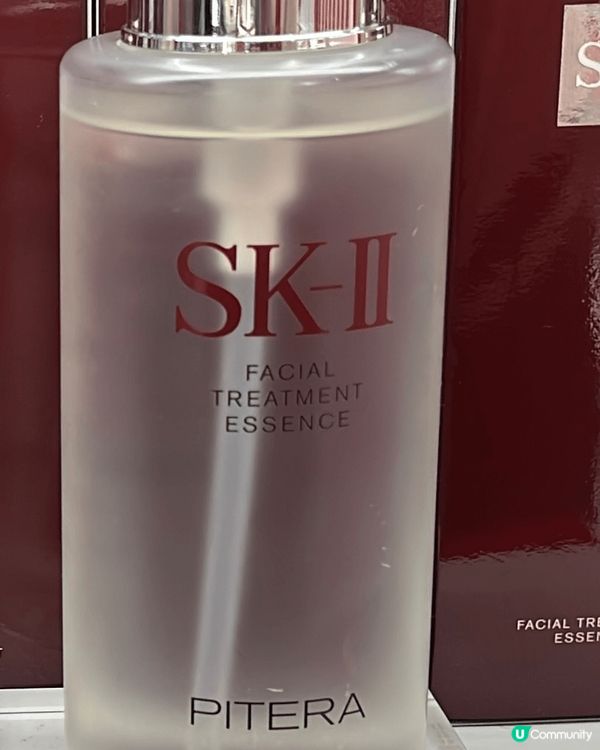 SK-II
FACIAL
TREATMENT
ESSENCE
PITERA
S
FACIAL TRE
ESSEN
U Community